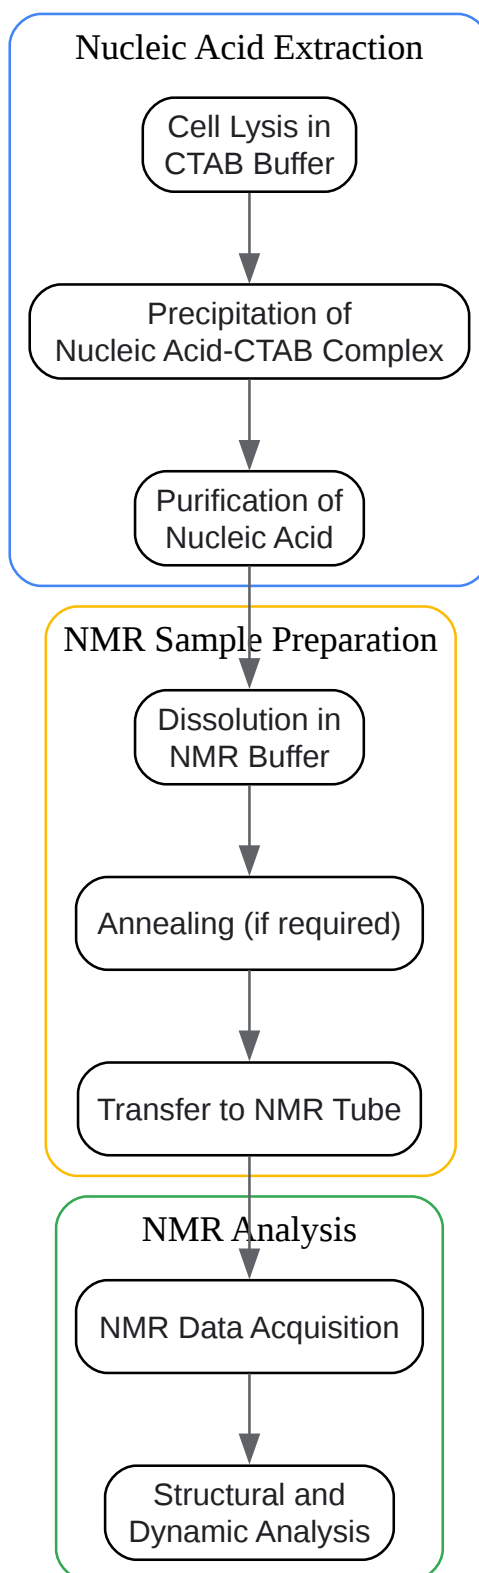 Nucleic Acid Extraction
Cell Lysis in
CTAB Buffer
Precipitation of
Nucleic Acid-CTAB Complex
Purification of
Nucleic Acid
NMR Sample Preparation
Dissolution in
NMR Buffer
Annealing (if required)
Transfer to NMR Tube
NMR Analysis
NMR Data Acquisition
Structural and
Dynamic Analysis